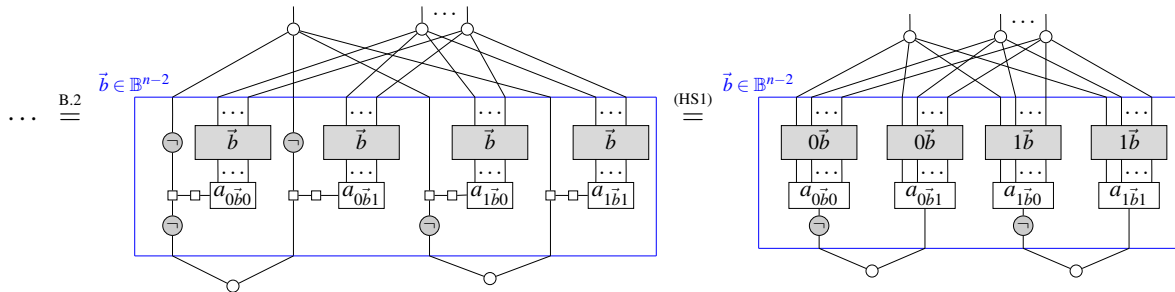 ... ...
b⃗ ∈ 𝔹ⁿ⁻² b⃗ ∈ 𝔹ⁿ⁻²
... B.2 = (HS1) =
... ... ... ... ... ... ... ...
¬ b⃗ ¬ b⃗ b⃗ b⃗ 0b⃗ 0b⃗ 1b⃗ 1b⃗
... ... ... ... ... ... ... ...
a₀b⃗₀ a₀b⃗₁ a₁b⃗₀ a₁b⃗₁ a₀b⃗₀ a₀b⃗₁ a₁b⃗₀ a₁b⃗₁
¬ ¬ ¬ ¬